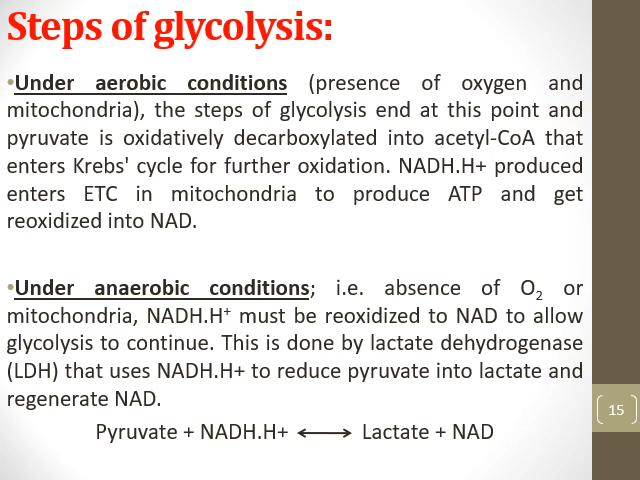 Steps of glycolysis:
•Under aerobic conditions (presence of oxygen and
mitochondria), the steps of glycolysis end at this point and
pyruvate is oxidatively decarboxylated into acetyl-CoA that
enters Krebs' cycle for further oxidation. NADH.H+ produced
enters ETC in mitochondria to produce ATP and get
reoxidized into NAD.
•Under anaerobic conditions; i.e. absence of O₂ or
mitochondria, NADH.H⁺ must be reoxidized to NAD to allow
glycolysis to continue. This is done by lactate dehydrogenase
(LDH) that uses NADH.H+ to reduce pyruvate into lactate and
regenerate NAD.
Pyruvate + NADH.H+ ⟷ Lactate + NAD
15